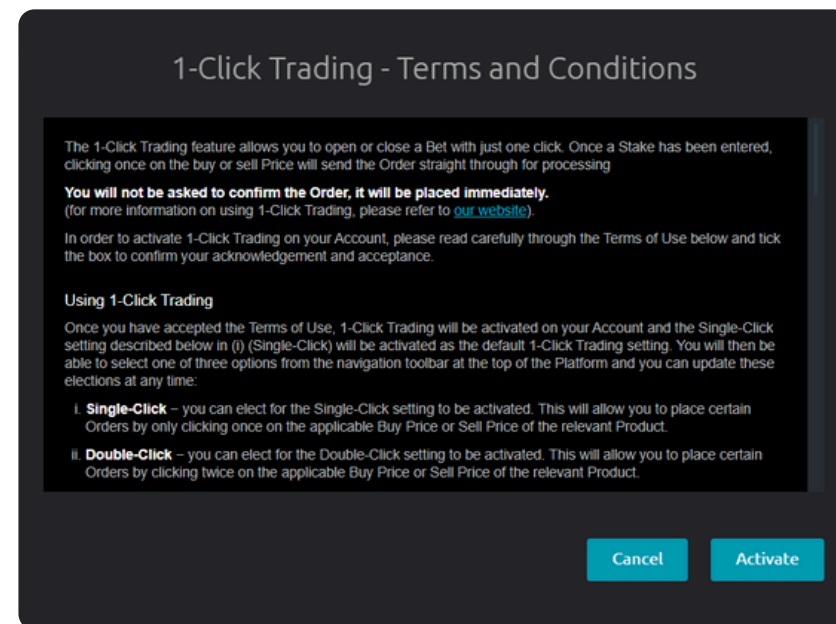 1-Click Trading - Terms and Conditions
The 1-Click Trading feature allows you to open or close a Bet with just one click. Once a Stake has been entered,
clicking once on the buy or sell Price will send the Order straight through for processing
You will not be asked to confirm the Order, it will be placed immediately.
(for more information on using 1-Click Trading, please refer to our website).
In order to activate 1-Click Trading on your Account, please read carefully through the Terms of Use below and tick
the box to confirm your acknowledgement and acceptance.
Using 1-Click Trading
Once you have accepted the Terms of Use, 1-Click Trading will be activated on your Account and the Single-Click
setting described below in (i) (Single-Click) will be activated as the default 1-Click Trading setting. You will then be
able to select one of three options from the navigation toolbar at the top of the Platform and you can update these
elections at any time:
i. Single-Click – you can elect for the Single-Click setting to be activated. This will allow you to place certain
Orders by only clicking once on the applicable Buy Price or Sell Price of the relevant Product.
ii. Double-Click – you can elect for the Double-Click setting to be activated. This will allow you to place certain
Orders by clicking twice on the applicable Buy Price or Sell Price of the relevant Product.
Cancel Activate